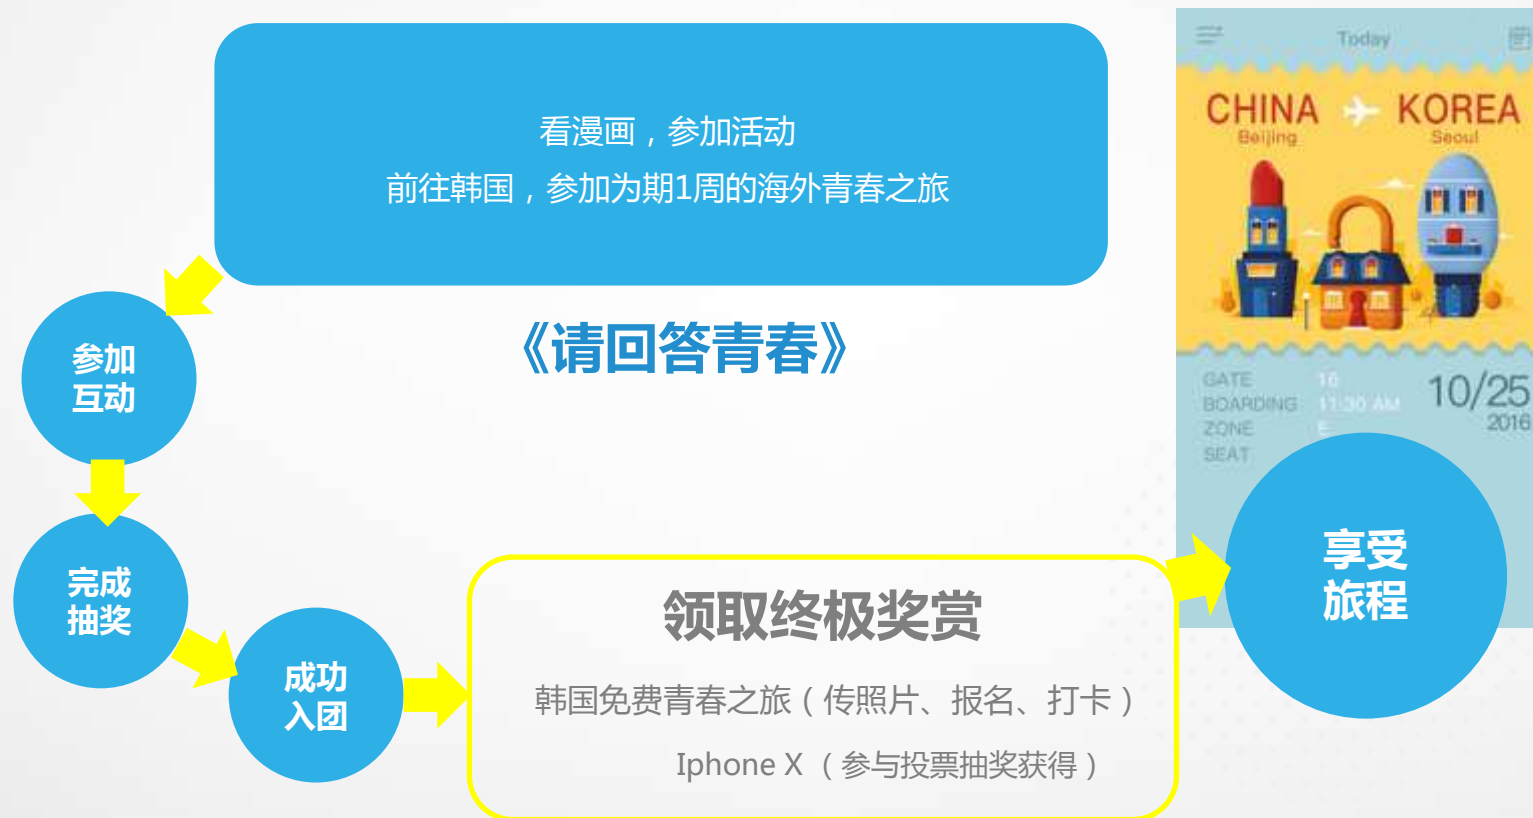 看漫画，参加活动
前往韩国，参加为期1周的海外青春之旅
《请回答青春》
参加
互动
完成
抽奖
成功
入团
领取终极奖赏
韩国免费青春之旅（传照片、报名、打卡）
Iphone X （参与投票抽奖获得）
享受
旅程
Today
CHINA KOREA
Beijing Seoul
GATE 16
BOARDING 11:30 AM
ZONE E
SEAT
10/25
2016